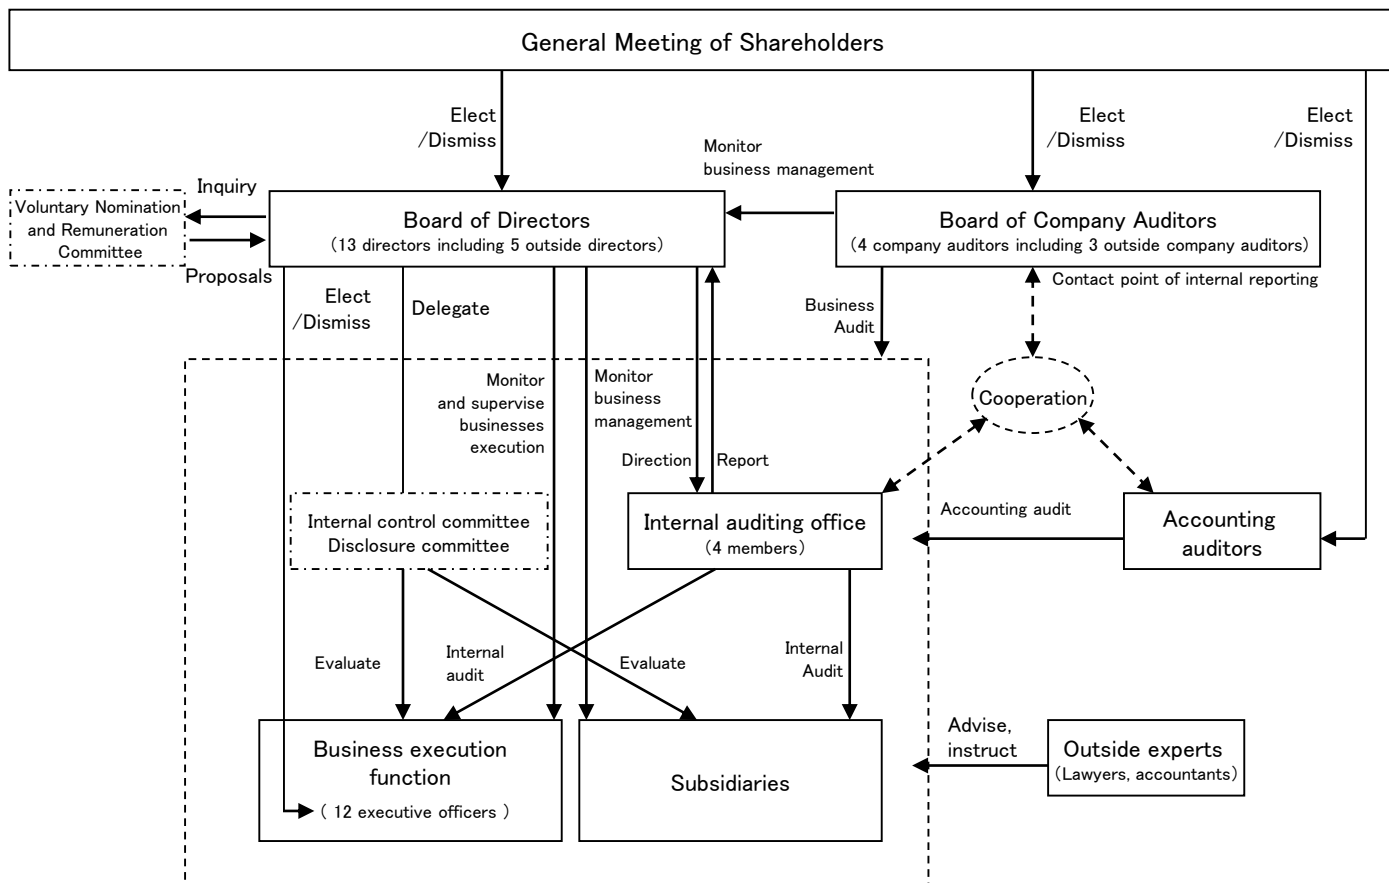 General Meeting of Shareholders
Elect
/Dismiss
Elect
/Dismiss
Elect
/Dismiss
Monitor
business management
Inquiry
Voluntary Nomination
and Remuneration
Committee
Proposals
Board of Directors
(13 directors including 5 outside directors)
Board of Company Auditors
(4 company auditors including 3 outside company auditors)
Contact point of internal reporting
Elect
/Dismiss
Delegate
Business
Audit
Monitor
and supervise
businesses
execution
Monitor
business
management
Direction
Report
Cooperation
Internal control committee
Disclosure committee
Internal auditing office
(4 members)
Accounting audit
Accounting
auditors
Evaluate
Internal
audit
Evaluate
Internal
Audit
Business execution
function
( 12 executive officers )
Subsidiaries
Advise,
instruct
Outside experts
(Lawyers, accountants)